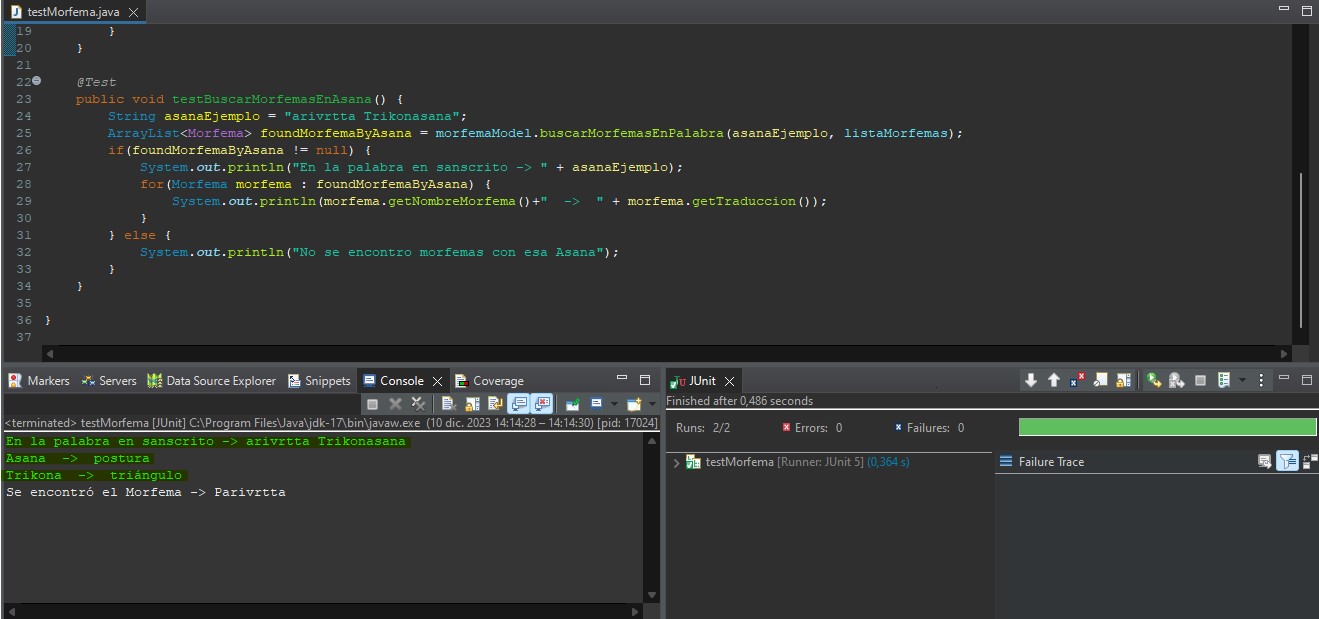 testMorfema.java
19         }
20     }
21
22     @Test
23     public void testBuscarMorfemasEnAsana() {
24         String asanaEjemplo = "arivrtta Trikonasana";
25         ArrayList<Morfema> foundMorfemaByAsana = morfemaModel.buscarMorfemasEnPalabra(asanaEjemplo, listaMorfemas);
26         if(foundMorfemaByAsana != null) {
27             System.out.println("En la palabra en sanscrito -> " + asanaEjemplo);
28             for(Morfema morfema : foundMorfemaByAsana) {
29                 System.out.println(morfema.getNombreMorfema()+"  ->  " + morfema.getTraduccion());
30             }
31         } else {
32             System.out.println("No se encontro morfemas con esa Asana");
33         }
34     }
35
36 }
37
Markers Servers Data Source Explorer Snippets Console Coverage
<terminated> testMorfema [JUnit] C:\Program Files\Java\jdk-17\bin\javaw.exe (10 dic. 2023 14:14:28 – 14:14:30) [pid: 17024]
En la palabra en sanscrito -> arivrtta Trikonasana
Asana  ->  postura
Trikona  ->  triángulo
Se encontró el Morfema -> Parivrtta
JUnit
Finished after 0,486 seconds
Runs: 2/2 Errors: 0 Failures: 0
testMorfema [Runner: JUnit 5] (0,364 s)
Failure Trace